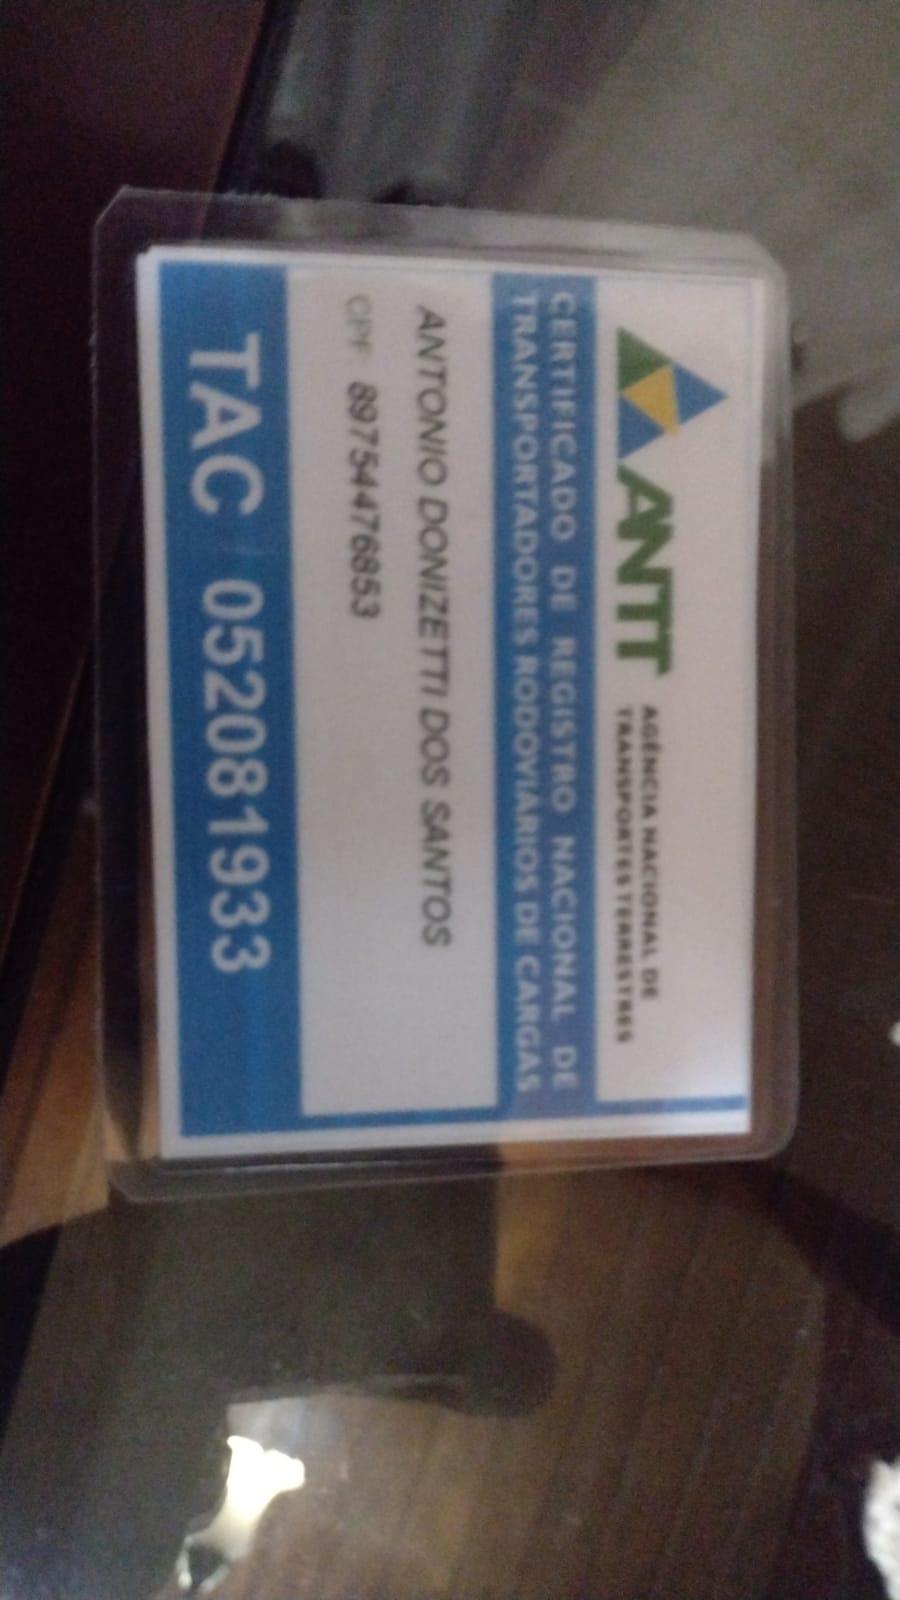 ANTT AGÊNCIA NACIONAL DE
TRANSPORTES TERRESTRES
CERTIFICADO DE REGISTRO NACIONAL DE
TRANSPORTADORES RODOVIÁRIOS DE CARGAS
ANTONIO DONIZETTI DOS SANTOS
CPF 89754476853
TAC 052081933